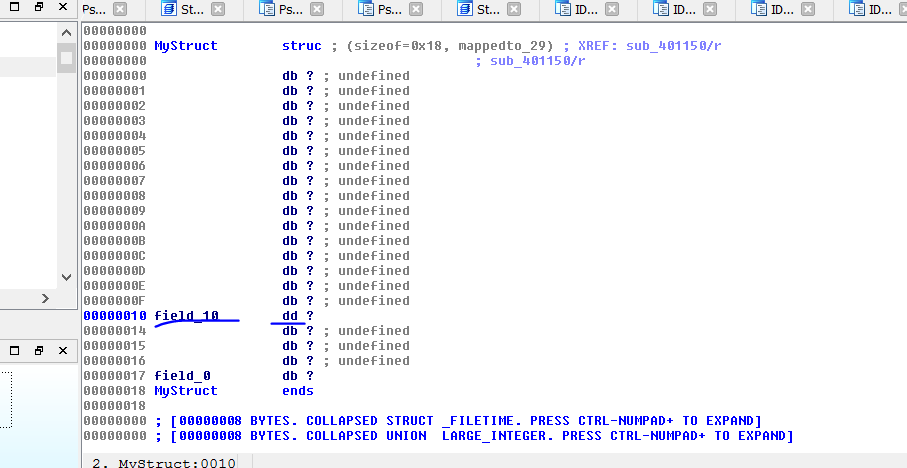 Ps... St... Ps... Ps... St... ID... ID... ID... ID...
00000000
00000000 MyStruct struc ; (sizeof=0x18, mappedto_29) ; XREF: sub_401150/r
00000000 ; sub_401150/r
00000000 db ? ; undefined
00000001 db ? ; undefined
00000002 db ? ; undefined
00000003 db ? ; undefined
00000004 db ? ; undefined
00000005 db ? ; undefined
00000006 db ? ; undefined
00000007 db ? ; undefined
00000008 db ? ; undefined
00000009 db ? ; undefined
0000000A db ? ; undefined
0000000B db ? ; undefined
0000000C db ? ; undefined
0000000D db ? ; undefined
0000000E db ? ; undefined
0000000F db ? ; undefined
00000010 field_10 dd ?
00000014 db ? ; undefined
00000015 db ? ; undefined
00000016 db ? ; undefined
00000017 field_0 db ?
00000018 MyStruct ends
00000018
00000000 ; [00000008 BYTES. COLLAPSED STRUCT _FILETIME. PRESS CTRL-NUMPAD+ TO EXPAND]
00000000 ; [00000008 BYTES. COLLAPSED UNION LARGE_INTEGER. PRESS CTRL-NUMPAD+ TO EXPAND]
2. MyStruct:0010